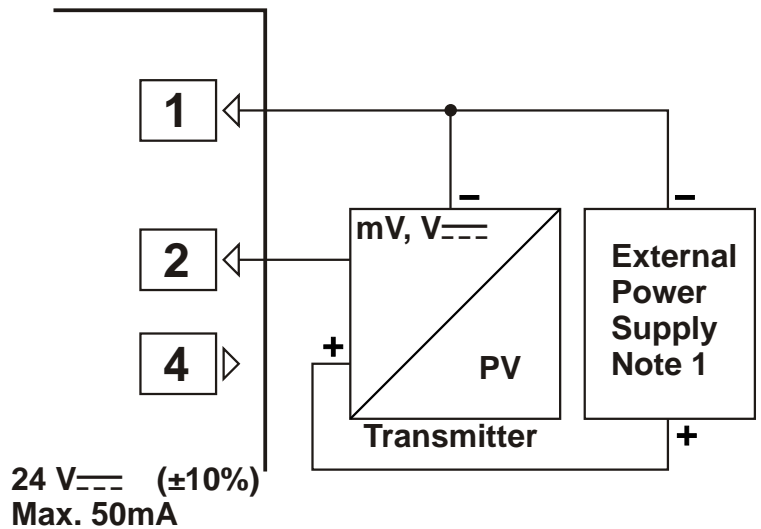 1
2
4
−
mV, V⎓
+
PV
Transmitter
−
External
Power
Supply
Note 1
+
24 V⎓ (±10%)
Max. 50mA